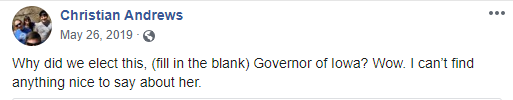 Christian Andrews
May 26, 2019 ·
Why did we elect this, (fill in the blank) Governor of Iowa? Wow. I can't find
anything nice to say about her.